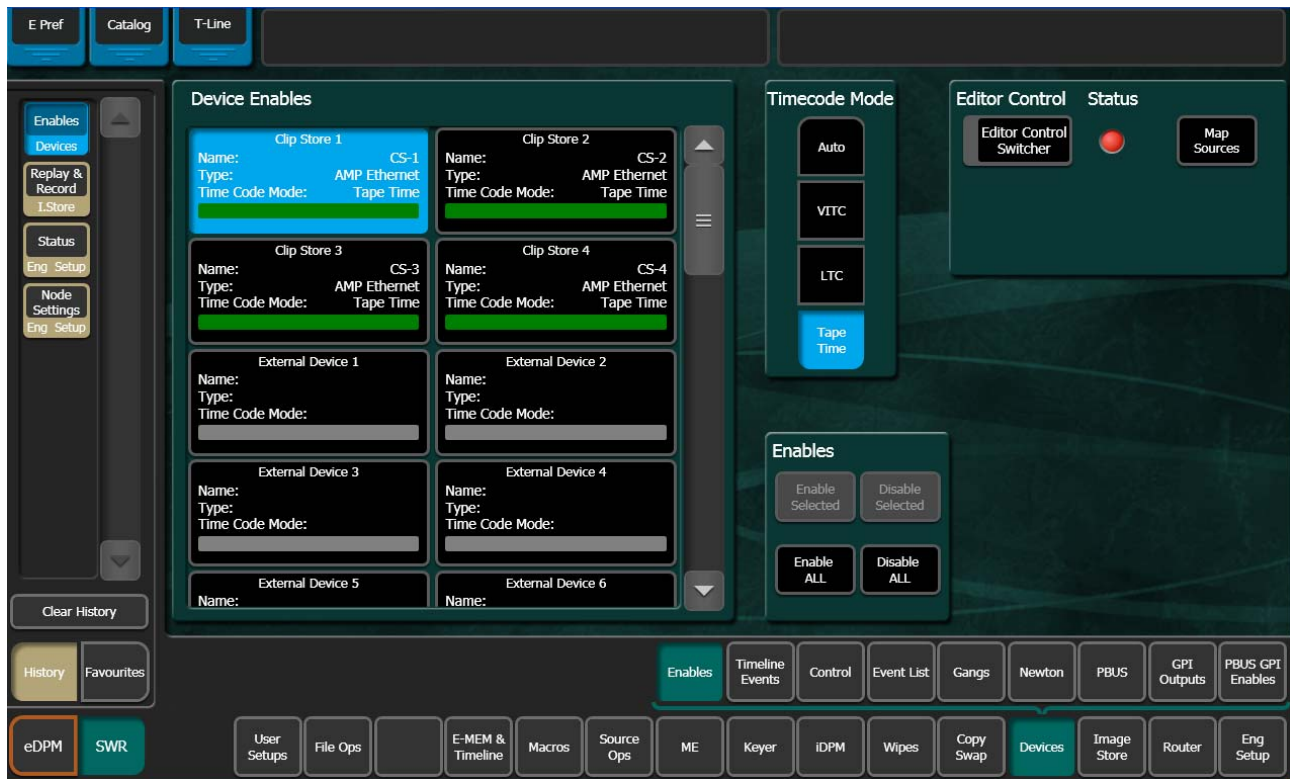 E Pref
Catalog
T-Line
Enables
Devices
Replay &
Record
I.Store
Status
Eng Setup
Node
Settings
Eng Setup
Clear History
History
Favourites
Device Enables
Clip Store 1
Name: CS-1
Type: AMP Ethernet
Time Code Mode: Tape Time
Clip Store 2
Name: CS-2
Type: AMP Ethernet
Time Code Mode: Tape Time
Clip Store 3
Name: CS-3
Type: AMP Ethernet
Time Code Mode: Tape Time
Clip Store 4
Name: CS-4
Type: AMP Ethernet
Time Code Mode: Tape Time
External Device 1
Name:
Type:
Time Code Mode:
External Device 2
Name:
Type:
Time Code Mode:
External Device 3
Name:
Type:
Time Code Mode:
External Device 4
Name:
Type:
Time Code Mode:
External Device 5
Name:
External Device 6
Name:
Timecode Mode
Auto
VITC
LTC
Tape
Time
Editor Control
Status
Editor Control
Switcher
Map
Sources
Enables
Enable
Selected
Disable
Selected
Enable
ALL
Disable
ALL
Enables
Timeline
Events
Control
Event List
Gangs
Newton
PBUS
GPI
Outputs
PBUS GPI
Enables
eDPM
SWR
User
Setups
File Ops
E-MEM &
Timeline
Macros
Source
Ops
ME
Keyer
iDPM
Wipes
Copy
Swap
Devices
Image
Store
Router
Eng
Setup